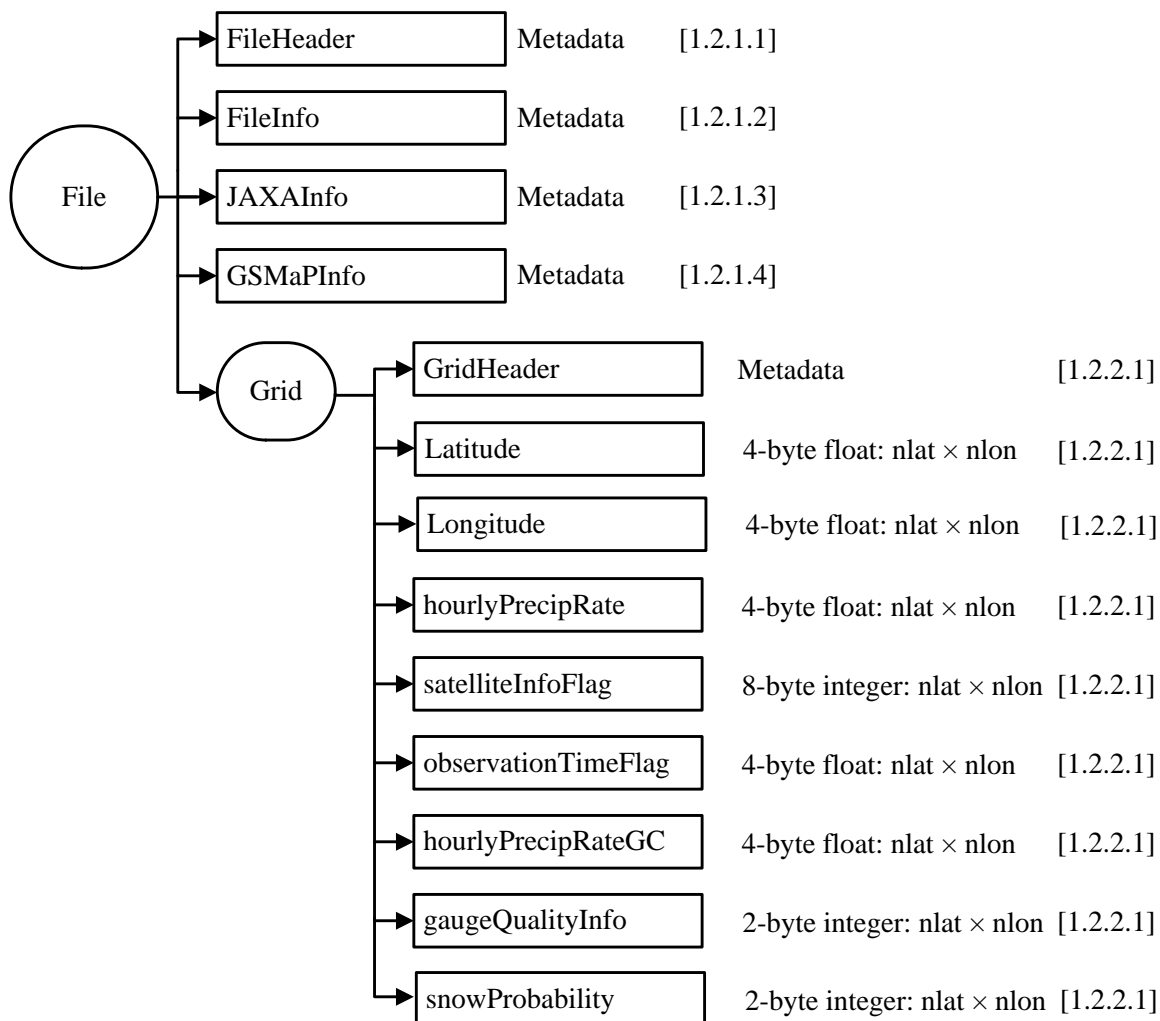 FileHeader Metadata [1.2.1.1]
FileInfo Metadata [1.2.1.2]
File
JAXAInfo Metadata [1.2.1.3]
GSMaPInfo Metadata [1.2.1.4]
Grid
GridHeader Metadata [1.2.2.1]
Latitude 4-byte float: nlat × nlon [1.2.2.1]
Longitude 4-byte float: nlat × nlon [1.2.2.1]
hourlyPrecipRate 4-byte float: nlat × nlon [1.2.2.1]
satelliteInfoFlag 8-byte integer: nlat × nlon [1.2.2.1]
observationTimeFlag 4-byte float: nlat × nlon [1.2.2.1]
hourlyPrecipRateGC 4-byte float: nlat × nlon [1.2.2.1]
gaugeQualityInfo 2-byte integer: nlat × nlon [1.2.2.1]
snowProbability 2-byte integer: nlat × nlon [1.2.2.1]